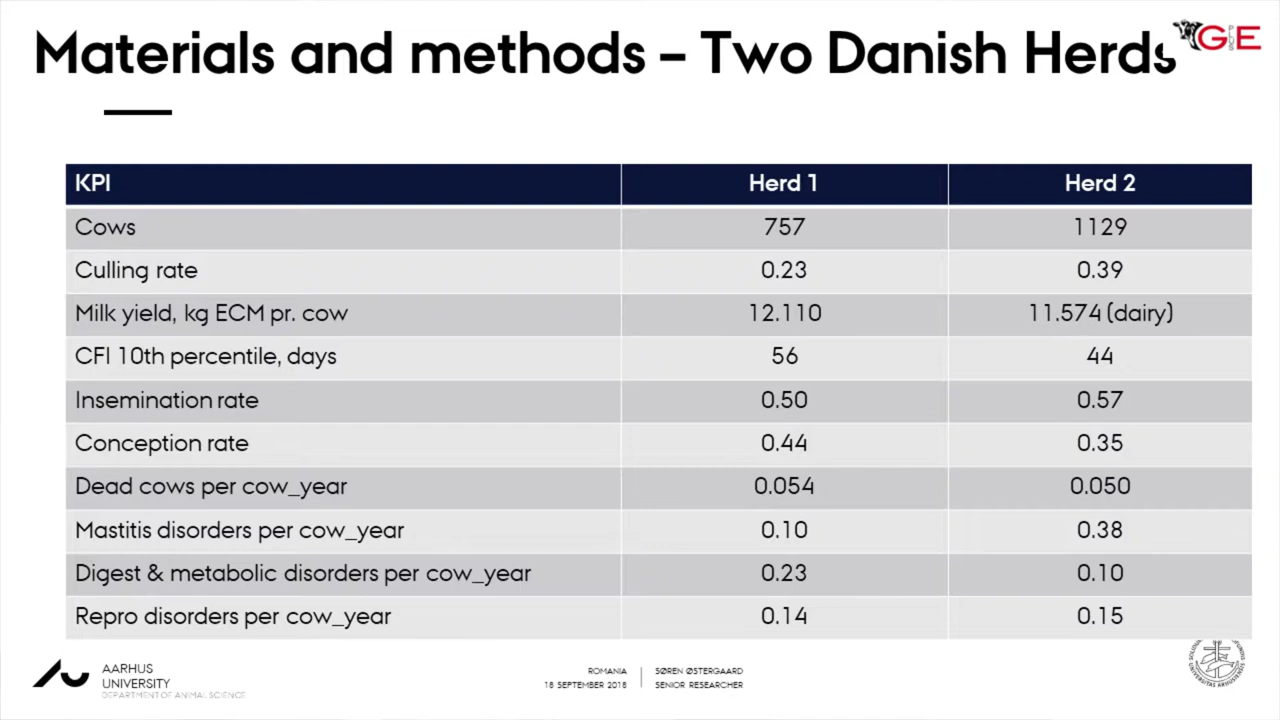 Materials and methods – Two Danish Herds
GplusE
KPI Herd 1 Herd 2
Cows 757 1129
Culling rate 0.23 0.39
Milk yield, kg ECM pr. cow 12.110 11.574 (dairy)
CFI 10th percentile, days 56 44
Insemination rate 0.50 0.57
Conception rate 0.44 0.35
Dead cows per cow_year 0.054 0.050
Mastitis disorders per cow_year 0.10 0.38
Digest & metabolic disorders per cow_year 0.23 0.10
Repro disorders per cow_year 0.14 0.15
AARHUS
UNIVERSITY
DEPARTMENT OF ANIMAL SCIENCE
ROMANIA
18 SEPTEMBER 2018
SØREN ØSTERGAARD
SENIOR RESEARCHER